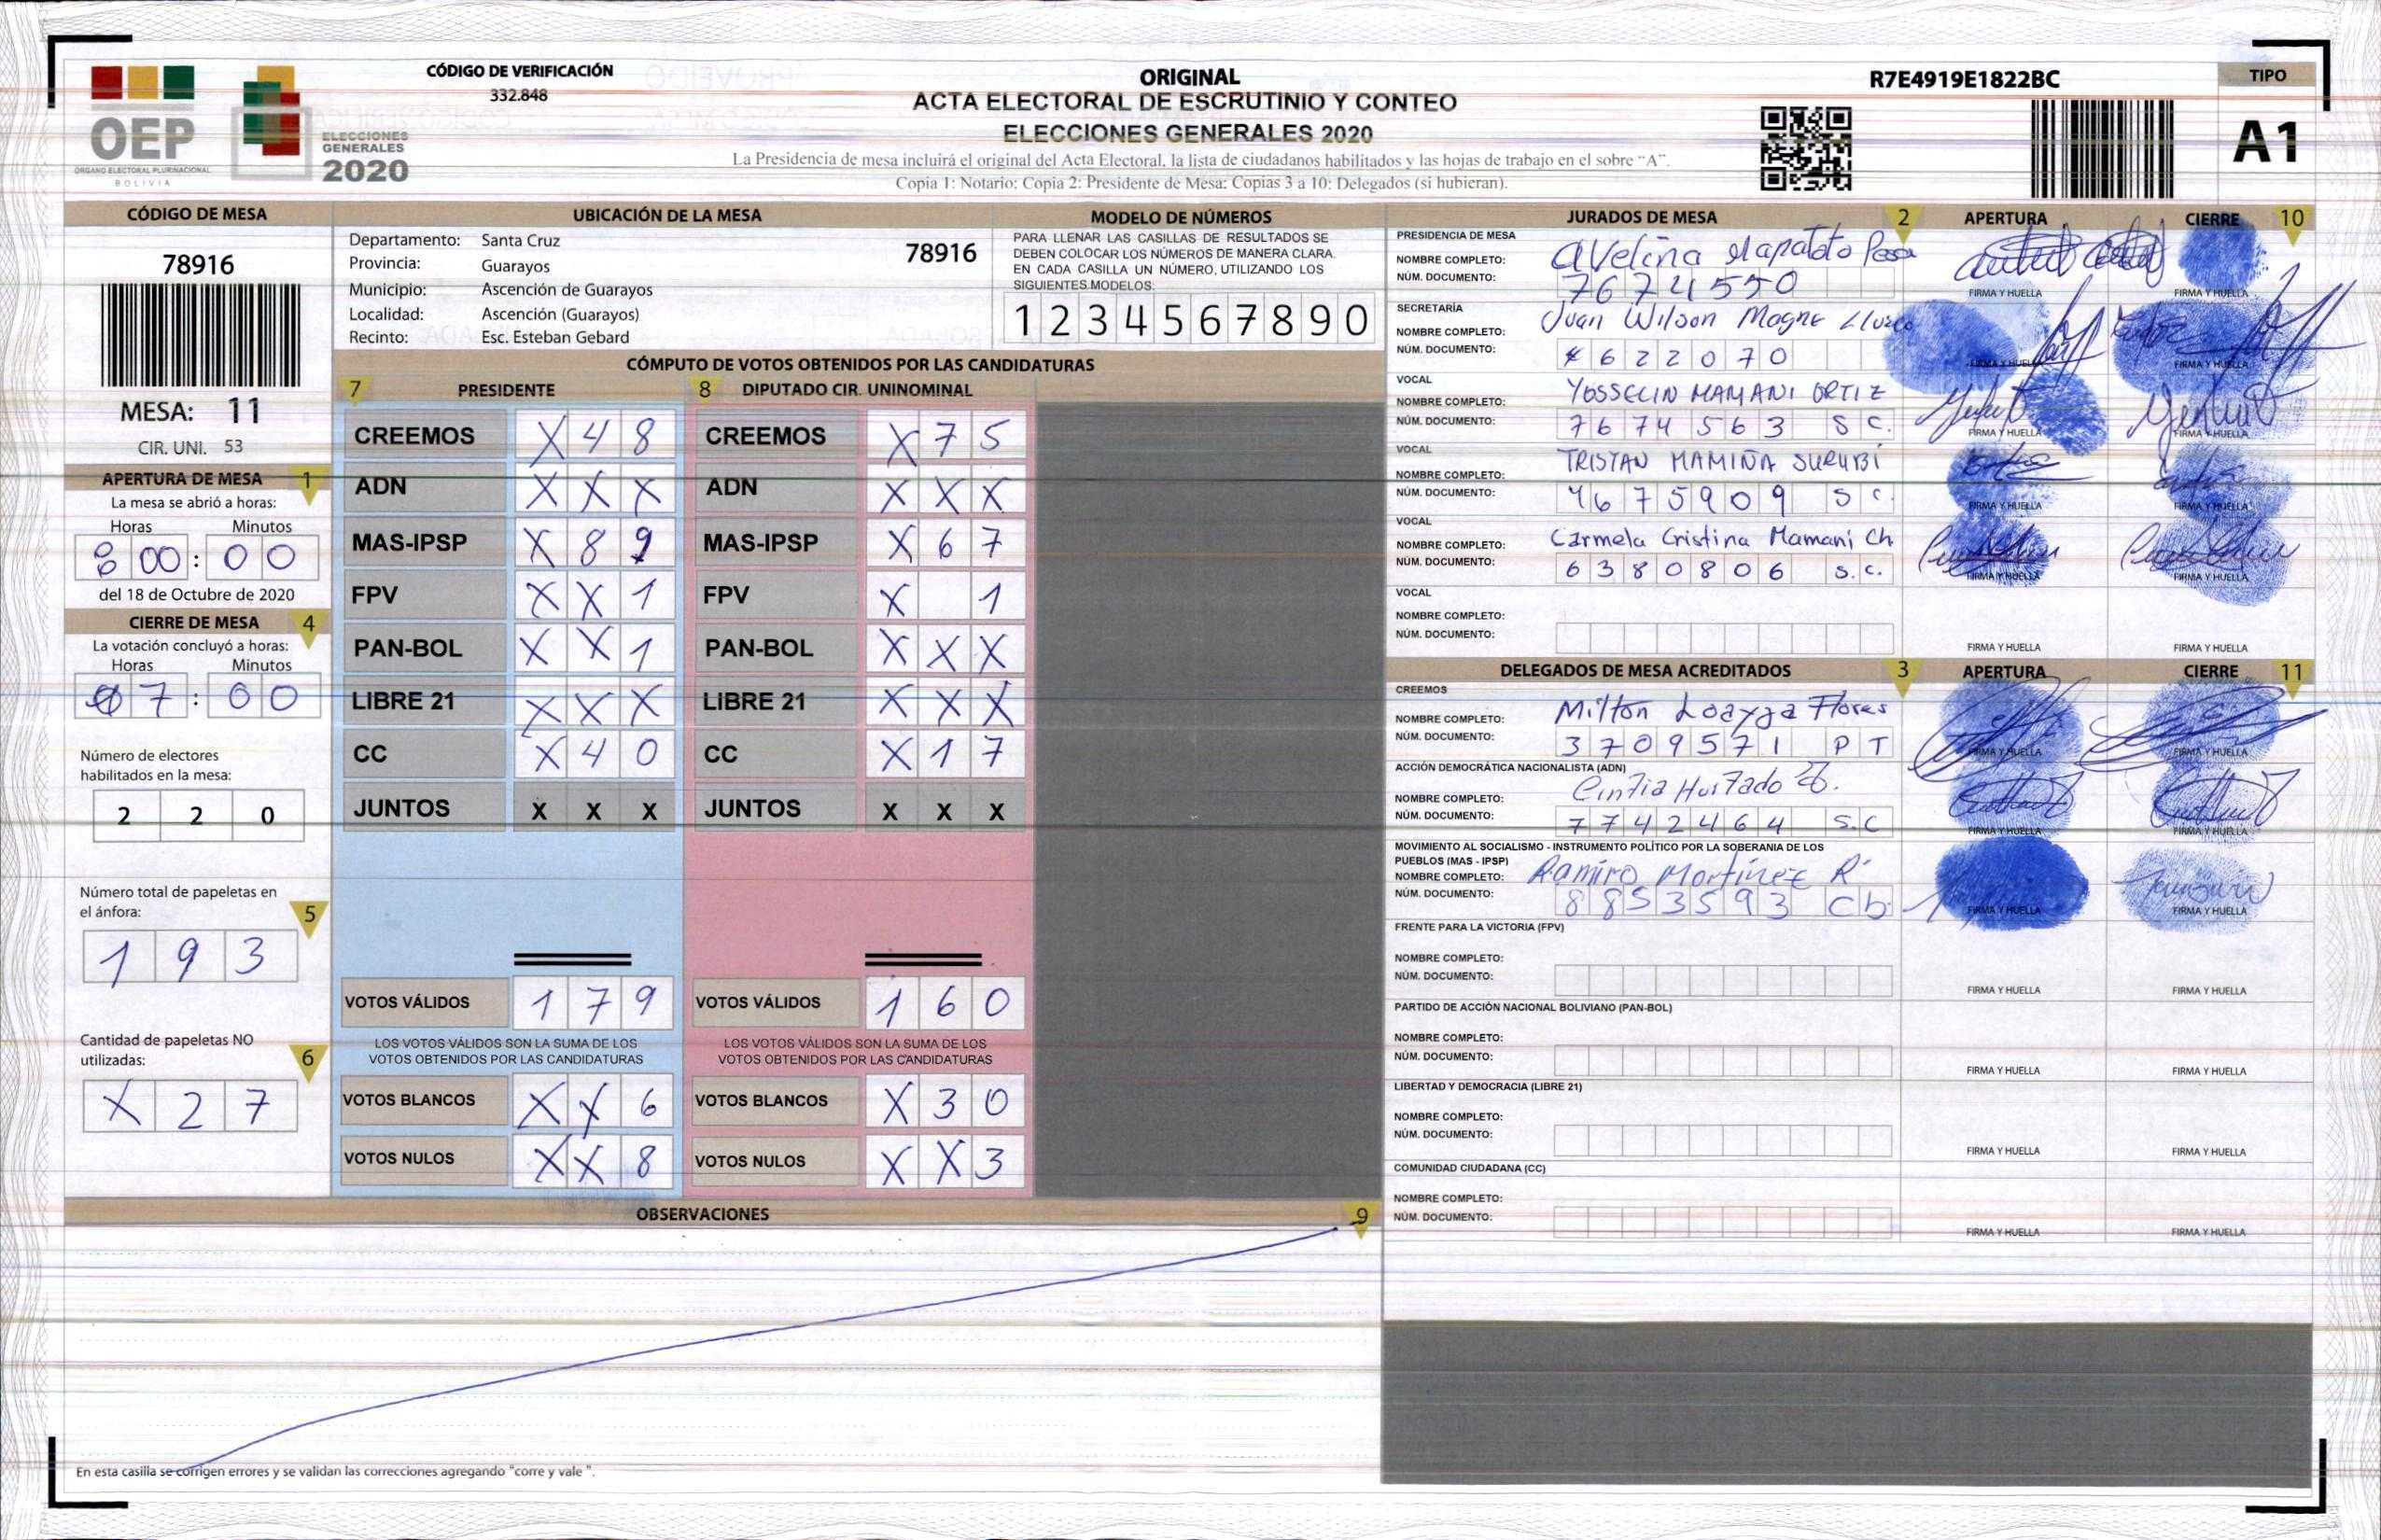 CÓDIGO DE VERIFICACIÓN
332.848
OEP
ÓRGANO ELECTORAL PLURINACIONAL
BOLIVIA
ELECCIONES
GENERALES
2020
ORIGINAL
ACTA ELECTORAL DE ESCRUTINIO Y CONTEO
ELECCIONES GENERALES 2020
La Presidencia de mesa incluirá el original del Acta Electoral, la lista de ciudadanos habilitados y las hojas de trabajo en el sobre "A".
Copia 1: Notario; Copia 2: Presidente de Mesa; Copias 3 a 10: Delegados (si hubieran).
R7E4919E1822BC
TIPO
A1
CÓDIGO DE MESA
78916
MESA: 11
CIR. UNI. 53
APERTURA DE MESA 1
La mesa se abrió a horas:
Horas Minutos
8 00 : 0 0
del 18 de Octubre de 2020
CIERRE DE MESA 4
La votación concluyó a horas:
Horas Minutos
7 : 0 0
Número de electores
habilitados en la mesa:
2 2 0
Número total de papeletas en
el ánfora: 5
1 9 3
Cantidad de papeletas NO
utilizadas: 6
X 2 7
UBICACIÓN DE LA MESA
Departamento: Santa Cruz 78916
Provincia: Guarayos
Municipio: Ascención de Guarayos
Localidad: Ascención (Guarayos)
Recinto: Esc. Esteban Gebard
MODELO DE NÚMEROS
PARA LLENAR LAS CASILLAS DE RESULTADOS SE
DEBEN COLOCAR LOS NÚMEROS DE MANERA CLARA.
EN CADA CASILLA UN NÚMERO, UTILIZANDO LOS
SIGUIENTES MODELOS:
1 2 3 4 5 6 7 8 9 0
CÓMPUTO DE VOTOS OBTENIDOS POR LAS CANDIDATURAS
7 PRESIDENTE 8 DIPUTADO CIR. UNINOMINAL
CREEMOS X 4 8 CREEMOS X 7 5
ADN X X X ADN X X X
MAS-IPSP X 8 9 MAS-IPSP X 6 7
FPV X X 1 FPV X 1
PAN-BOL X X 1 PAN-BOL X X X
LIBRE 21 X X X LIBRE 21 X X X
CC X 4 0 CC X 1 7
JUNTOS X X X JUNTOS X X X
VOTOS VÁLIDOS 1 7 9 VOTOS VÁLIDOS 1 6 0
LOS VOTOS VÁLIDOS SON LA SUMA DE LOS LOS VOTOS VÁLIDOS SON LA SUMA DE LOS
VOTOS OBTENIDOS POR LAS CANDIDATURAS VOTOS OBTENIDOS POR LAS CANDIDATURAS
VOTOS BLANCOS X X 6 VOTOS BLANCOS X 3 0
VOTOS NULOS X X 8 VOTOS NULOS X X 3
OBSERVACIONES 9
En esta casilla se corrigen errores y se validan las correcciones agregando "corre y vale ".
JURADOS DE MESA 2 APERTURA CIERRE 10
PRESIDENCIA DE MESA
NOMBRE COMPLETO: Avelina
NÚM. DOCUMENTO: 7674550
FIRMA Y HUELLA FIRMA Y HUELLA
SECRETARÍA
NOMBRE COMPLETO: Juan Wilson Magne
NÚM. DOCUMENTO: 4622070
FIRMA Y HUELLA FIRMA Y HUELLA
VOCAL
NOMBRE COMPLETO: YOSSELIN MAMANI ORTIZ
NÚM. DOCUMENTO: 7674563 S C.
FIRMA Y HUELLA FIRMA Y HUELLA
VOCAL
NOMBRE COMPLETO: TRISTAN MAMIÑA SURUBÍ
NÚM. DOCUMENTO: 4675909 S C.
FIRMA Y HUELLA FIRMA Y HUELLA
VOCAL
NOMBRE COMPLETO: Carmela Cristina Mamani Ch
NÚM. DOCUMENTO: 6380806 S.C.
FIRMA Y HUELLA FIRMA Y HUELLA
VOCAL
NOMBRE COMPLETO:
NÚM. DOCUMENTO:
FIRMA Y HUELLA FIRMA Y HUELLA
DELEGADOS DE MESA ACREDITADOS 3 APERTURA CIERRE 11
CREEMOS
NOMBRE COMPLETO: Milton Loayza Flores
NÚM. DOCUMENTO: 3709571 P T
FIRMA Y HUELLA FIRMA Y HUELLA
ACCIÓN DEMOCRÁTICA NACIONALISTA (ADN)
NOMBRE COMPLETO: Cintia Hurtado
NÚM. DOCUMENTO: 7742464 S.C
FIRMA Y HUELLA FIRMA Y HUELLA
MOVIMIENTO AL SOCIALISMO - INSTRUMENTO POLÍTICO POR LA SOBERANIA DE LOS
PUEBLOS (MAS - IPSP)
NOMBRE COMPLETO: Ramiro Martínez R
NÚM. DOCUMENTO: 8853593 Cb
FIRMA Y HUELLA FIRMA Y HUELLA
FRENTE PARA LA VICTORIA (FPV)
NOMBRE COMPLETO:
NÚM. DOCUMENTO:
FIRMA Y HUELLA FIRMA Y HUELLA
PARTIDO DE ACCIÓN NACIONAL BOLIVIANO (PAN-BOL)
NOMBRE COMPLETO:
NÚM. DOCUMENTO:
FIRMA Y HUELLA FIRMA Y HUELLA
LIBERTAD Y DEMOCRACIA (LIBRE 21)
NOMBRE COMPLETO:
NÚM. DOCUMENTO:
FIRMA Y HUELLA FIRMA Y HUELLA
COMUNIDAD CIUDADANA (CC)
NOMBRE COMPLETO:
NÚM. DOCUMENTO:
FIRMA Y HUELLA FIRMA Y HUELLA